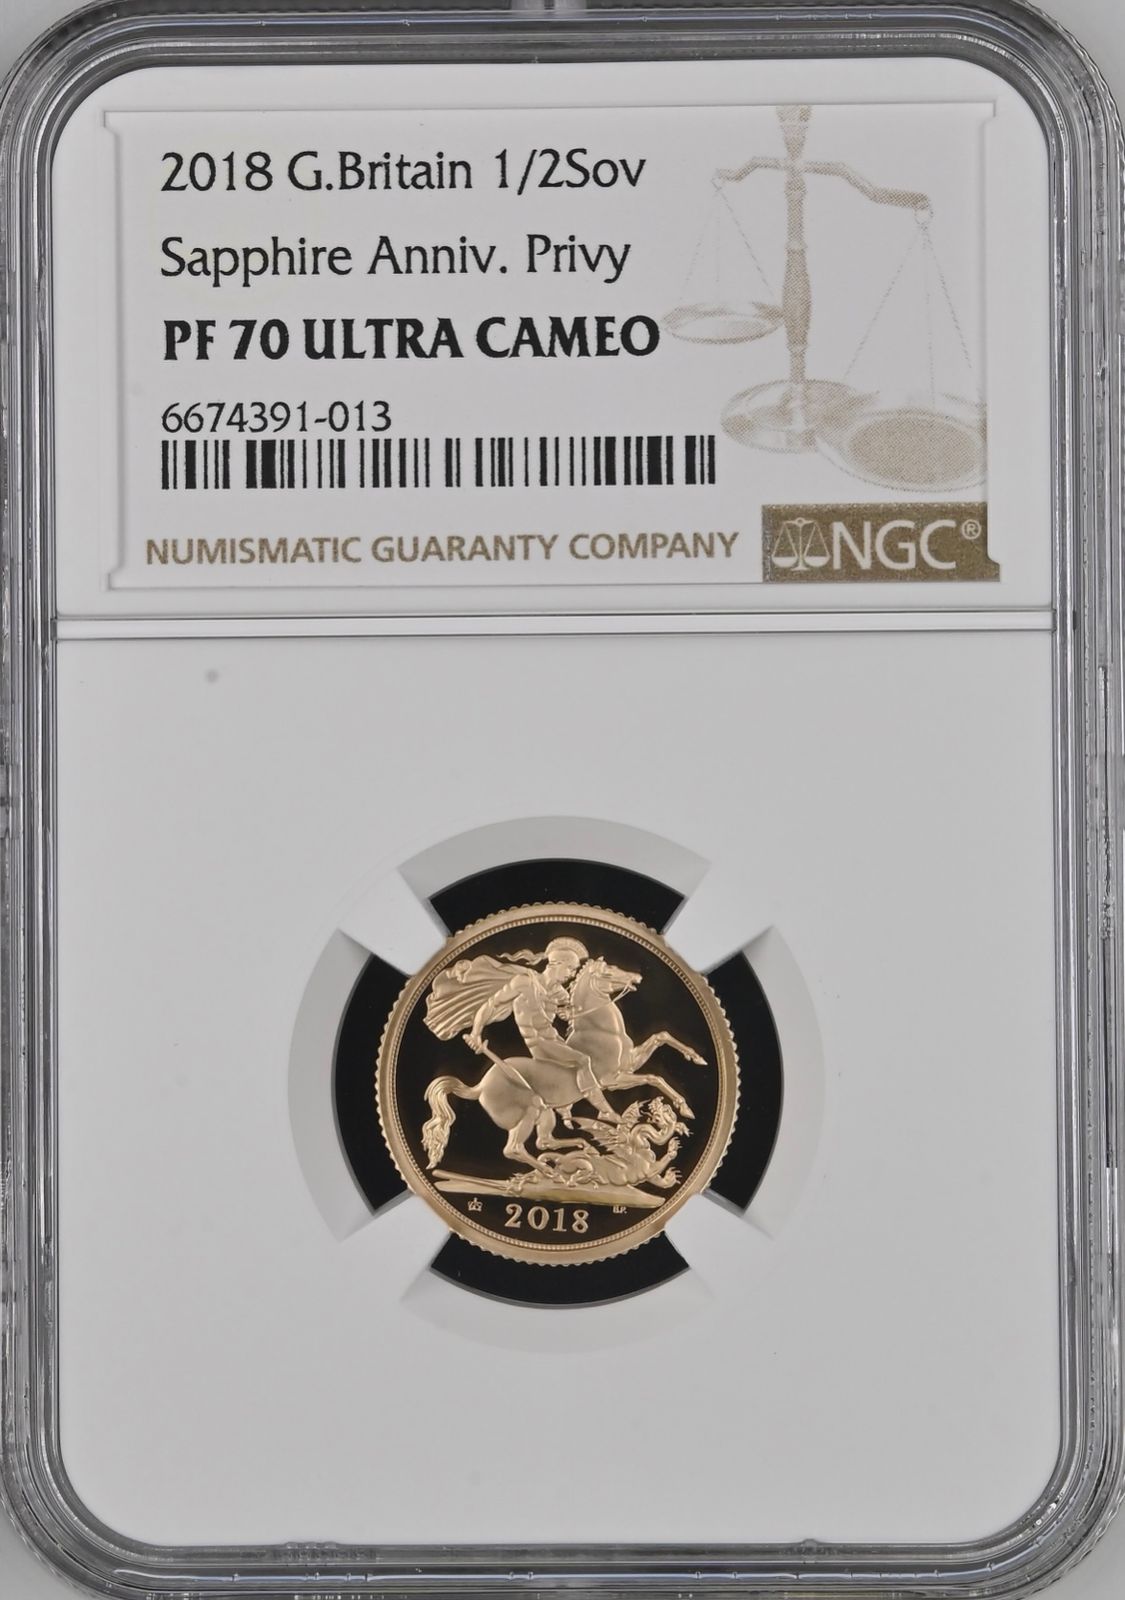 2018 G.Britain 1/2Sov
Sapphire Anniv. Privy
PF 70 ULTRA CAMEO
6674391-013
NUMISMATIC GUARANTY COMPANY NGC®
2018 B.P.